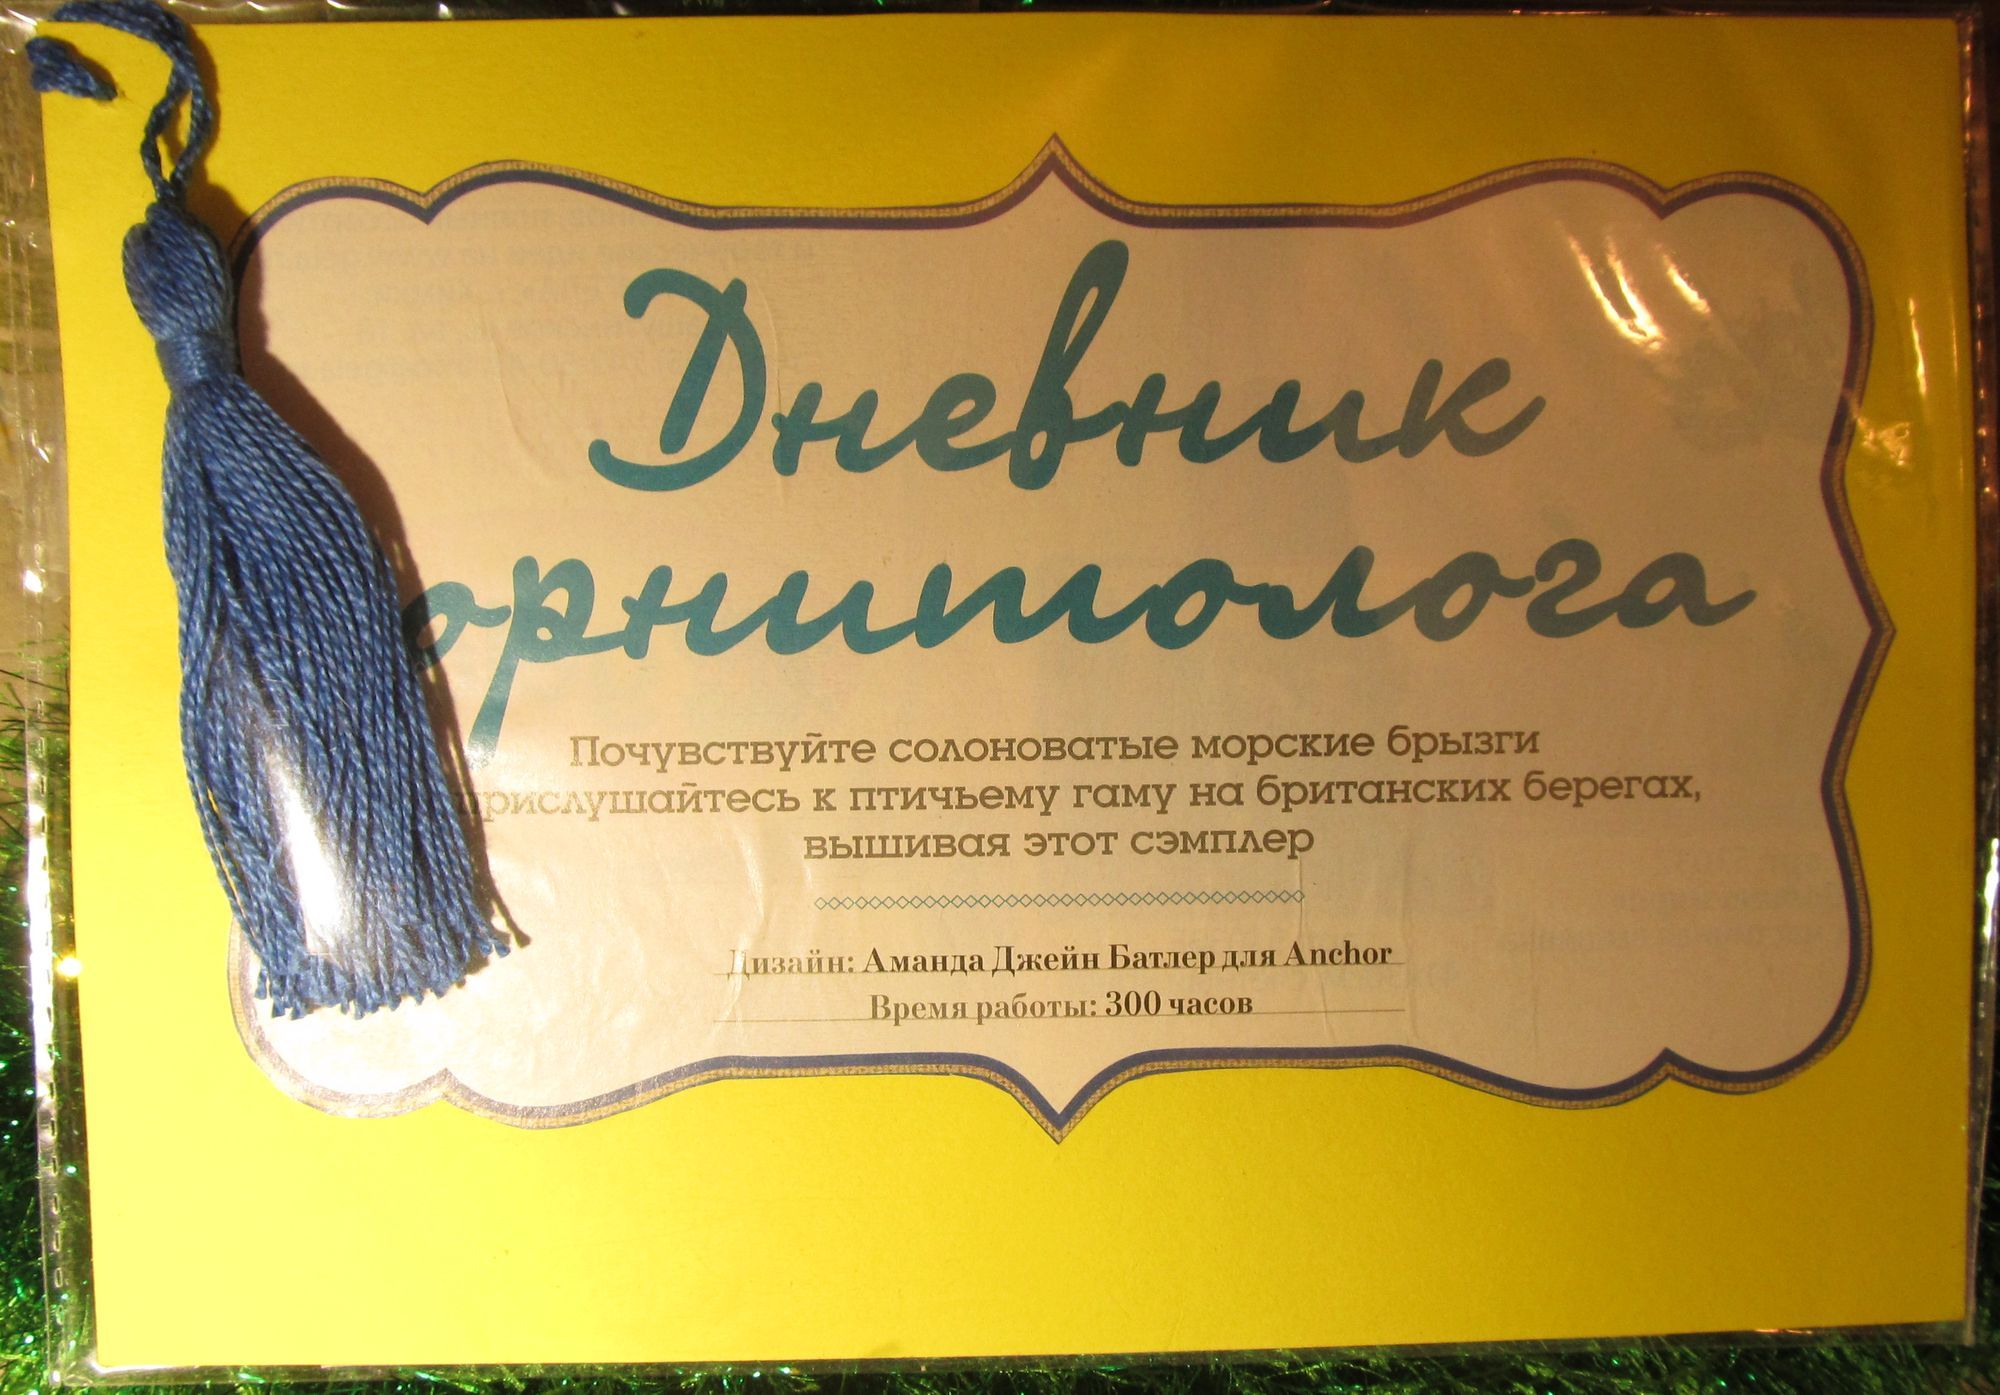 Дневник
орнитолога
Почувствуйте солоноватые морские брызги
прислушайтесь к птичьему гаму на британских берегах,
вышивая этот сэмплер
Дизайн: Аманда Джейн Батлер для Anchor
Время работы: 300 часов